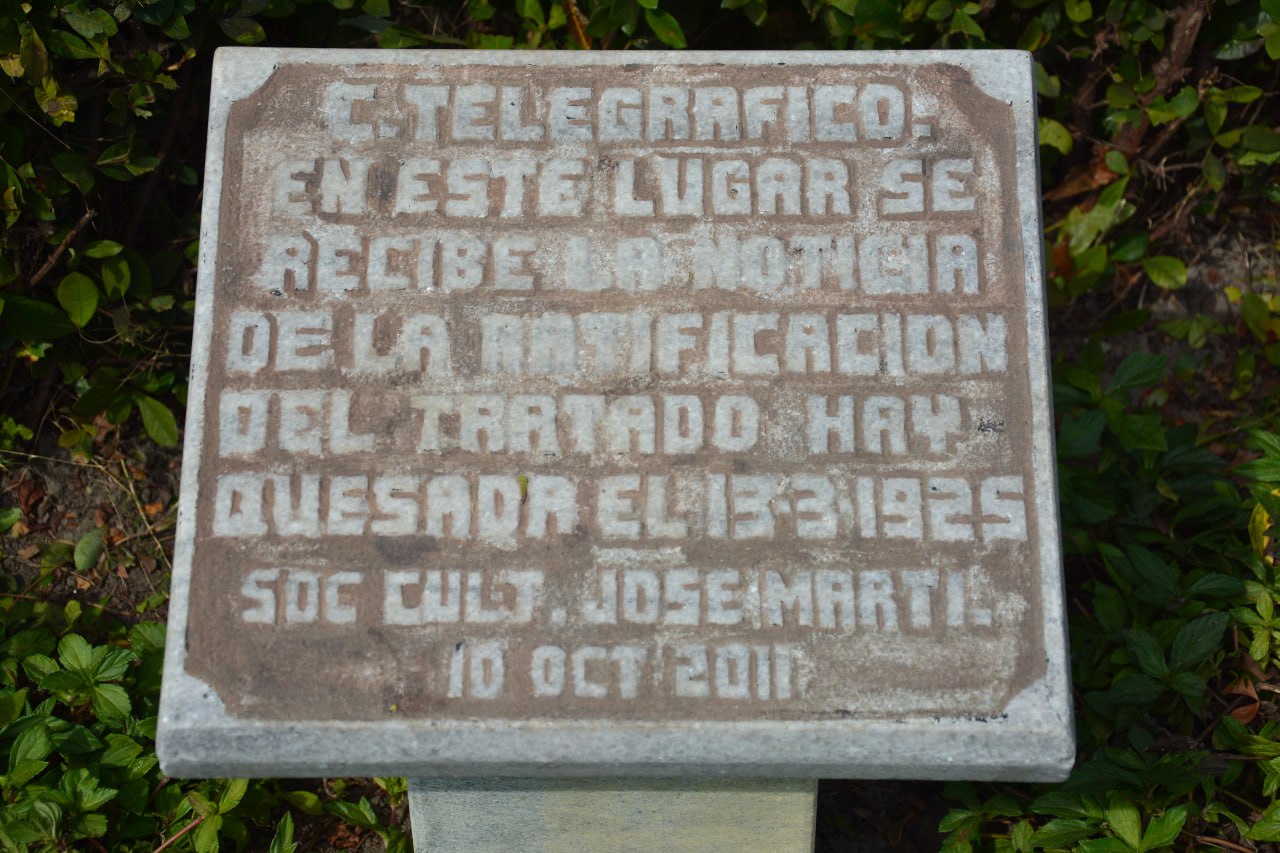 C. TELEGRAFICO.
EN ESTE LUGAR SE
RECIBE LA NOTICIA
DE LA RATIFICACION
DEL TRATADO HAY
QUESADA EL 13·3·1925
SOC CULT. JOSE MARTI.
10 OCT 2011